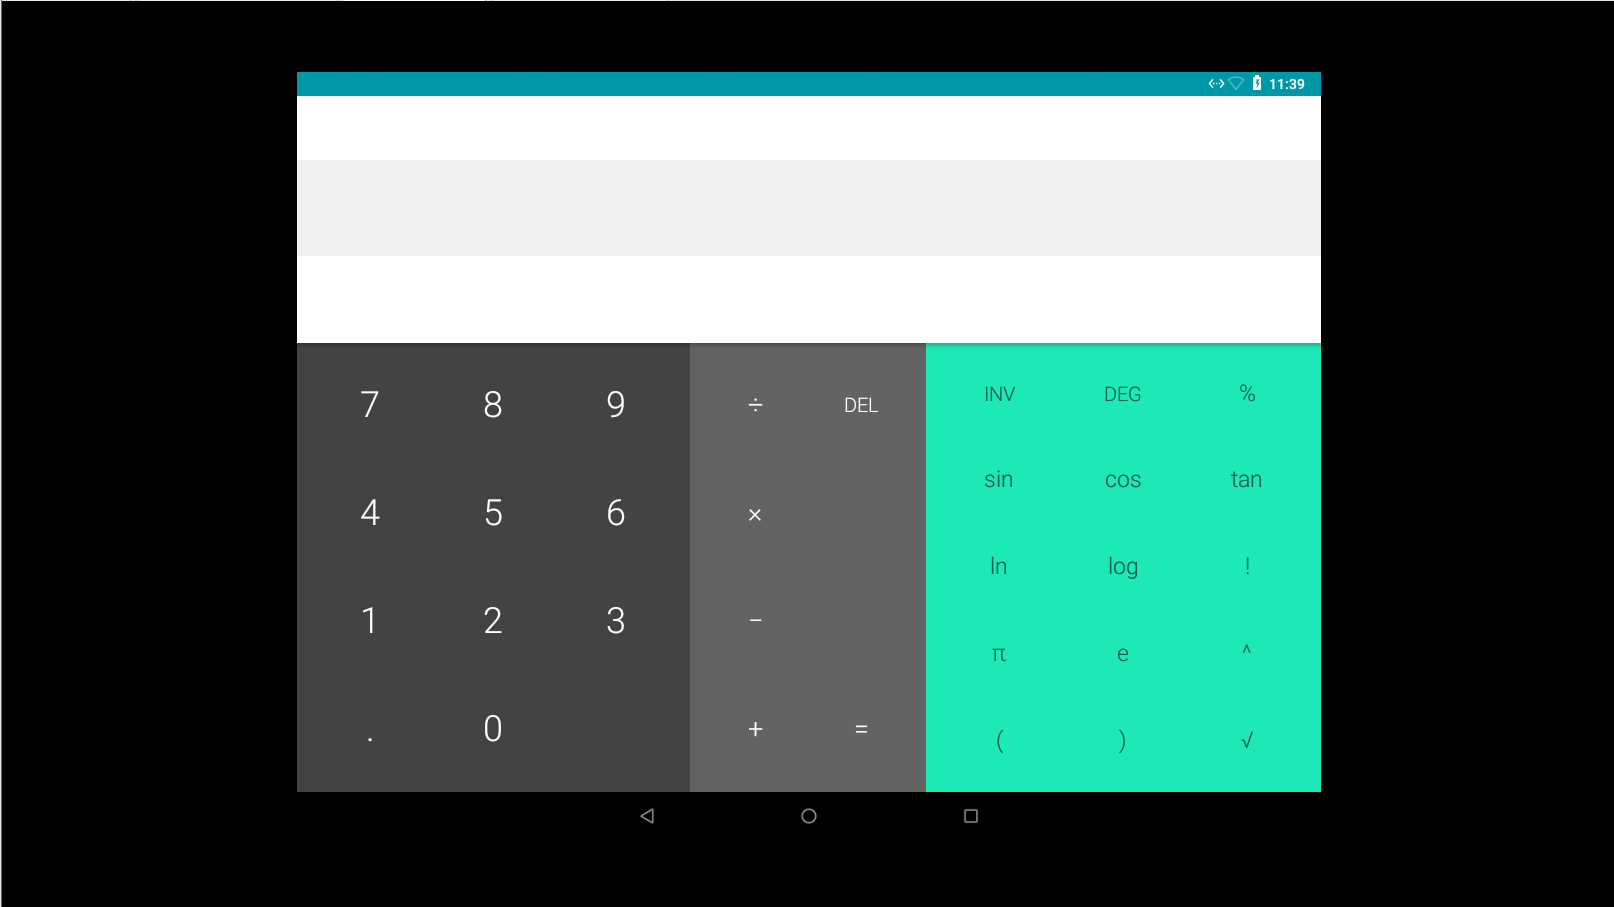 11:39
7 8 9 ÷ DEL INV DEG %
sin cos tan
4 5 6 ×
ln log !
1 2 3 −
π e ^
. 0 + = ( ) √